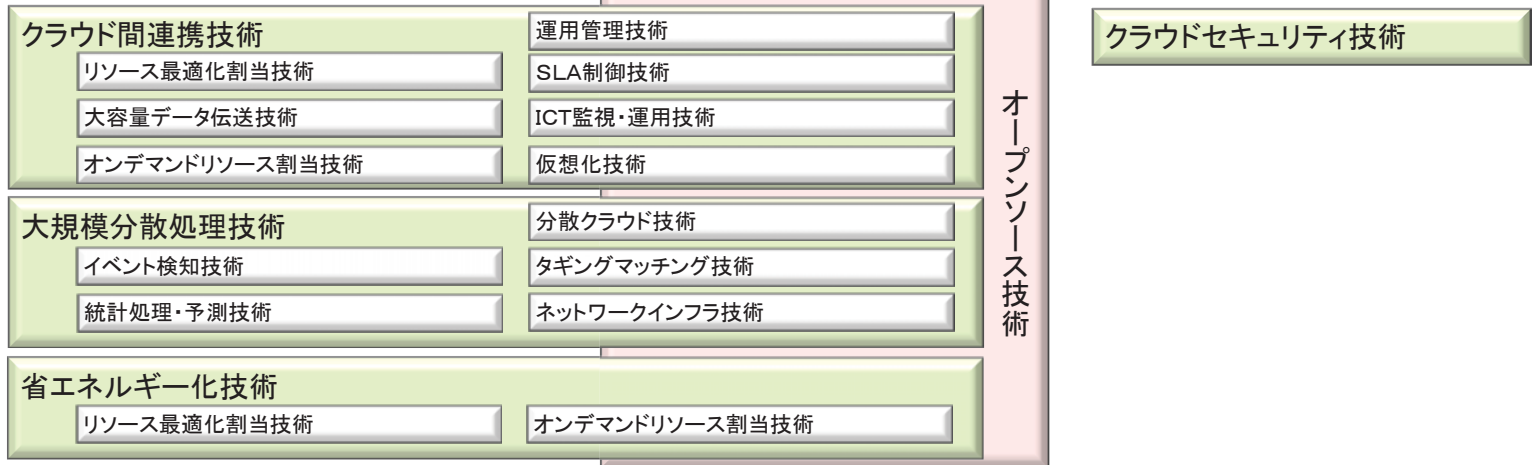 クラウド間連携技術
運用管理技術
リソース最適化割当技術
SLA制御技術
大容量データ伝送技術
ICT監視・運用技術
オンデマンドリソース割当技術
仮想化技術
大規模分散処理技術
分散クラウド技術
イベント検知技術
タギングマッチング技術
統計処理・予測技術
ネットワークインフラ技術
省エネルギー化技術
リソース最適化割当技術
オンデマンドリソース割当技術
オープンソース技術
クラウドセキュリティ技術